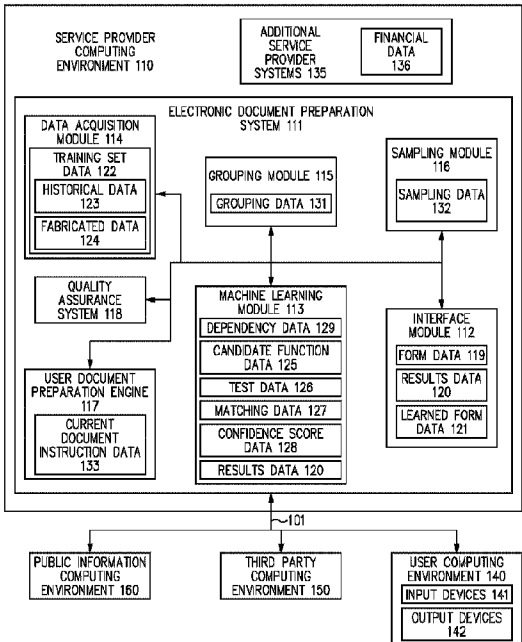 SERVICE PROVIDER
COMPUTING
ENVIRONMENT 110
ADDITIONAL
SERVICE
PROVIDER
SYSTEMS 135
FINANCIAL
DATA
136
ELECTRONIC DOCUMENT PREPARATION
SYSTEM 111
DATA ACQUISITION
MODULE 114
TRAINING SET
DATA 122
HISTORICAL DATA
123
FABRICATED DATA
124
GROUPING MODULE 115
GROUPING DATA 131
SAMPLING MODULE
116
SAMPLING DATA
132
QUALITY
ASSURANCE
SYSTEM 118
MACHINE LEARNING
MODULE 113
DEPENDENCY DATA 129
CANDIDATE FUNCTION
DATA 125
TEST DATA 126
MATCHING DATA 127
CONFIDENCE SCORE
DATA 128
RESULTS DATA 120
INTERFACE
MODULE 112
FORM DATA 119
RESULTS DATA
120
LEARNED FORM
DATA 121
USER DOCUMENT
PREPARATION ENGINE
117
CURRENT
DOCUMENT
INSTRUCTION DATA
133
101
PUBLIC INFORMATION
COMPUTING
ENVIRONMENT 160
THIRD PARTY
COMPUTING
ENVIRONMENT 150
USER COMPUTING
ENVIRONMENT 140
INPUT DEVICES 141
OUTPUT DEVICES
142